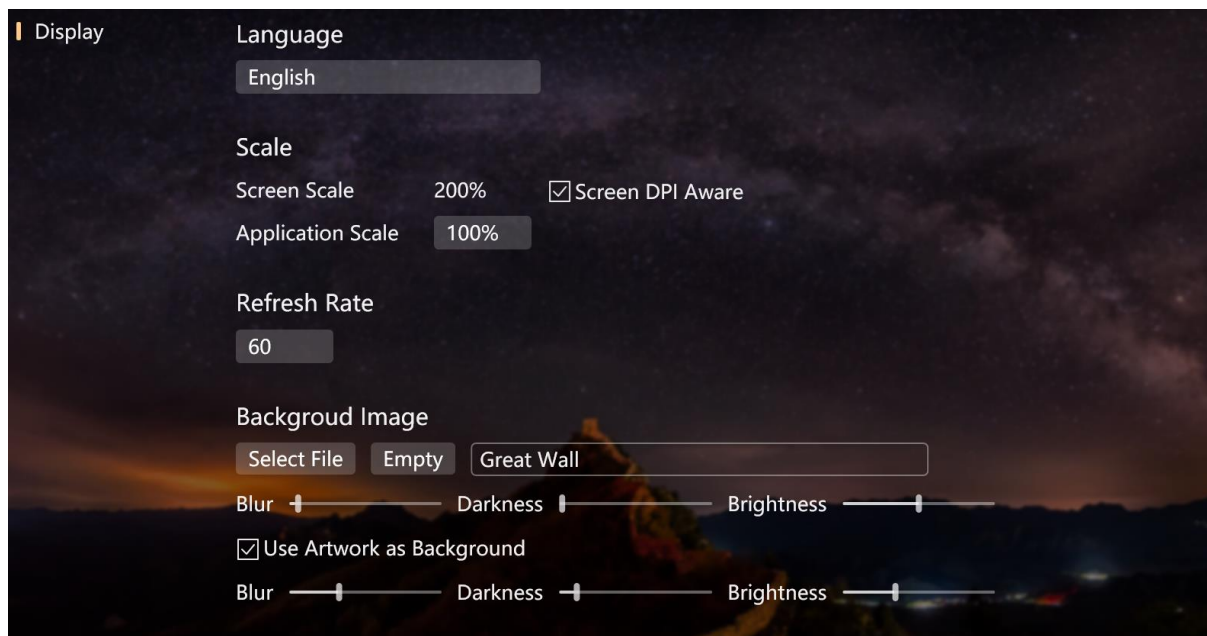 Display
Language
English
Scale
Screen Scale 200% Screen DPI Aware
Application Scale 100%
Refresh Rate
60
Backgroud Image
Select File Empty Great Wall
Blur Darkness Brightness
Use Artwork as Background
Blur Darkness Brightness